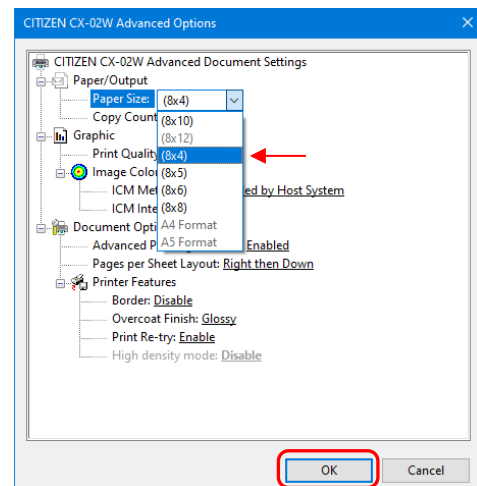 CITIZEN CX-02W Advanced Options
CITIZEN CX-02W Advanced Document Settings
Paper/Output
Paper Size: (8x4)
Copy Count
(8x10)
(8x12)
Graphic
Print Quality
(8x4)
Image Color
(8x5)
ICM Met
(8x6)
ed by Host System
ICM Inte
(8x8)
Document Opti
A4 Format
Advanced P
A5 Format
Enabled
Pages per Sheet Layout: Right then Down
Printer Features
Border: Disable
Overcoat Finish: Glossy
Print Re-try: Enable
High density mode: Disable
OK
Cancel